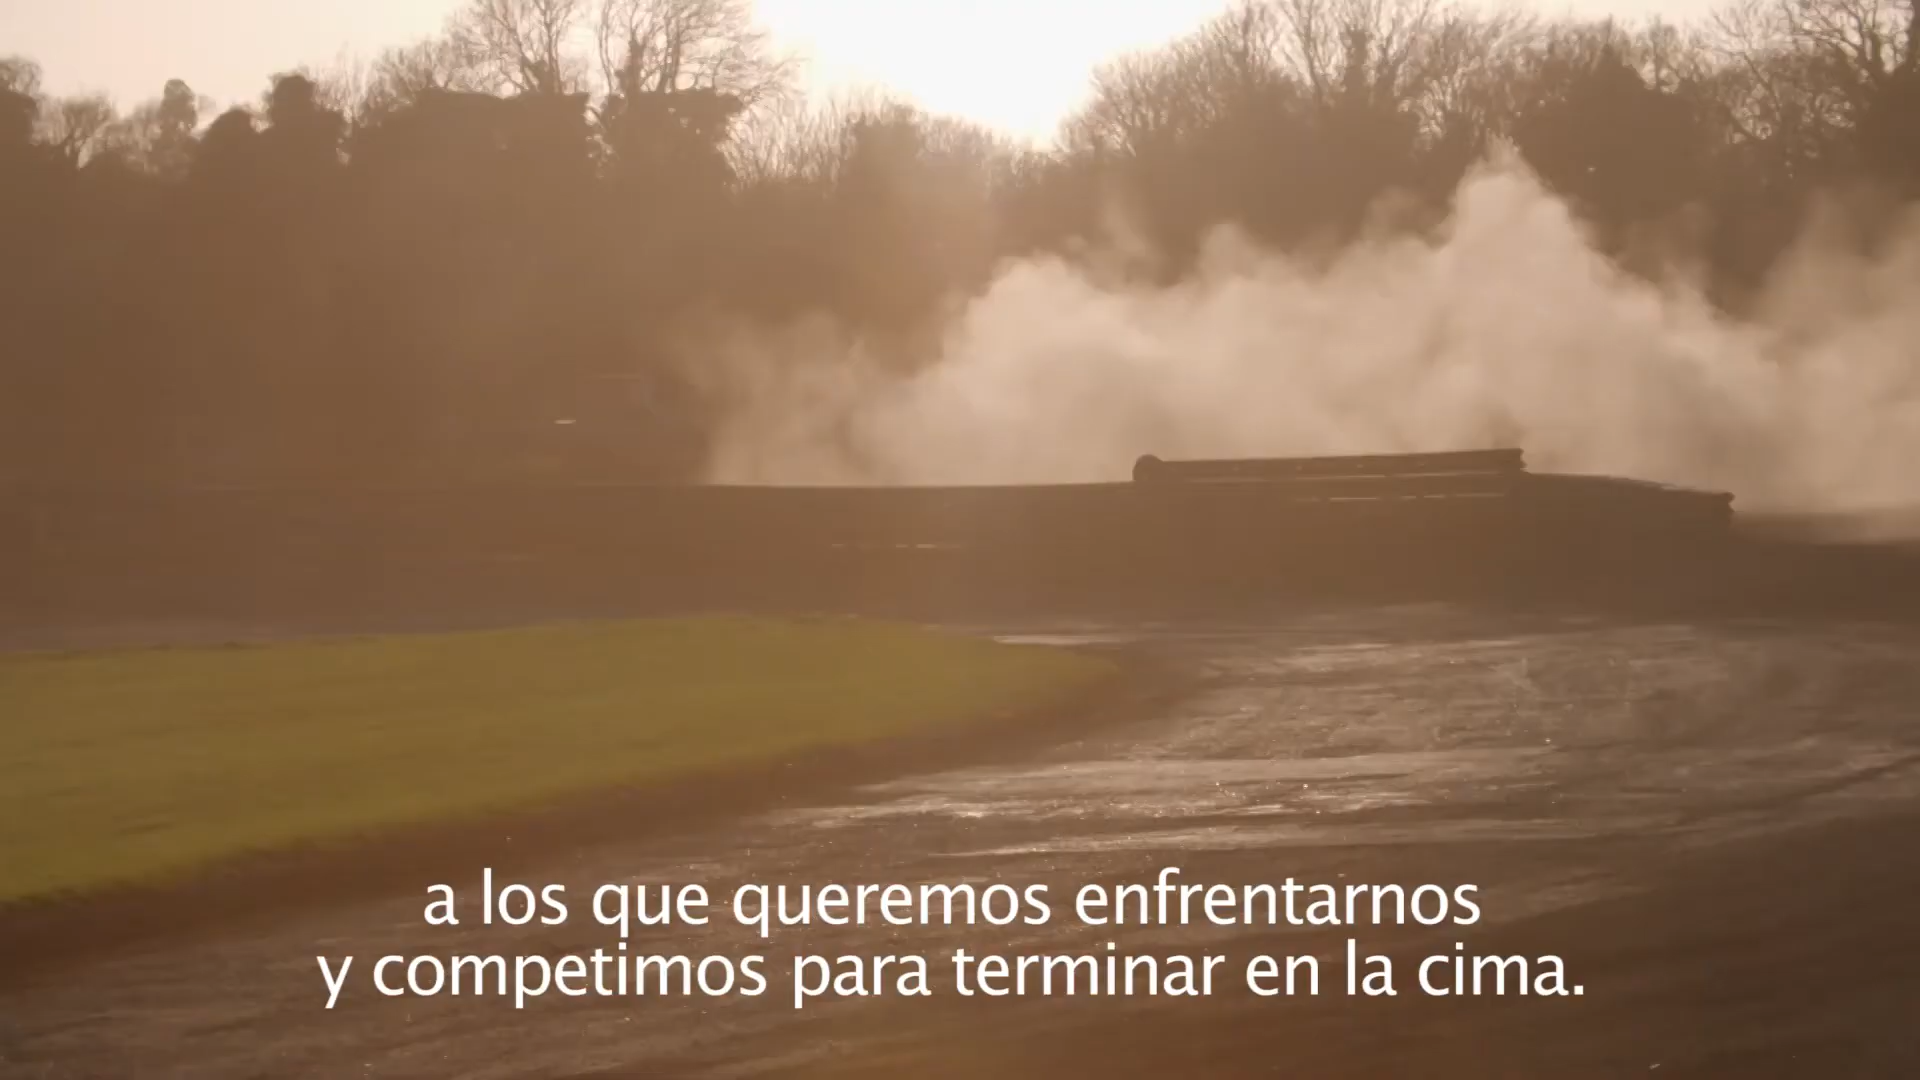 a los que queremos enfrentarnos
y competimos para terminar en la cima.